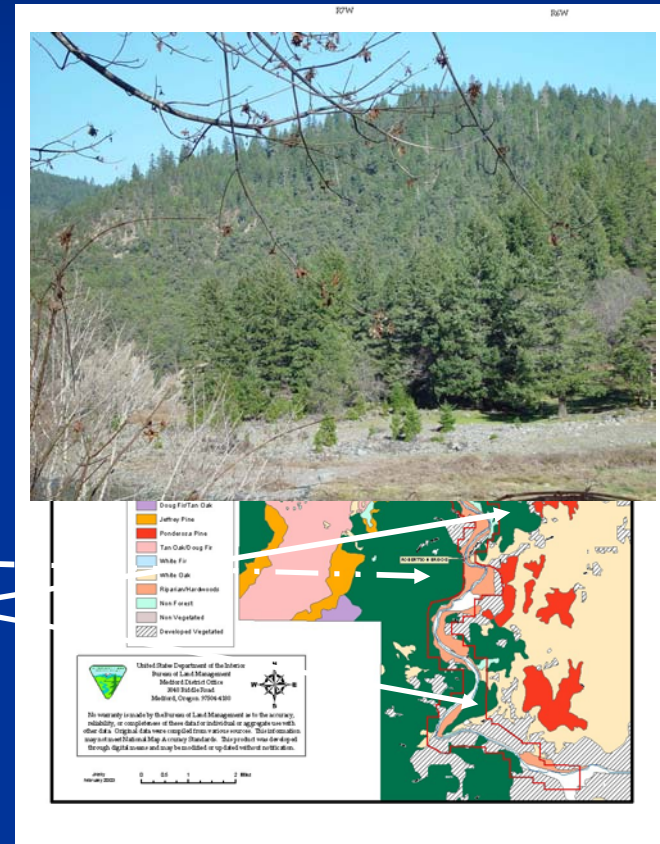 R7W R6W
Doug Fir/Tan Oak
Jeffrey Pine
Ponderosa Pine
Tan Oak/Doug Fir
White Fir
White Oak
Riparian/Hardwoods
Non Forest
Non Vegetated
Developed Vegetated
ROBERTSON BRIDGE
United States Department of the Interior
Bureau of Land Management
Medford District Office
3040 Biddle Road
Medford, Oregon 97504-4180
N
W E
S
No warranty is made by the Bureau of Land Management as to the accuracy,
reliability, or completeness of these data for individual or aggregate use with
other data. Original data were compiled from various sources. This information
may not meet National Map Accuracy Standards. This product was developed
through digital means and may be modified or updated without notification.
February 2003
0 0.5 1 2 Miles